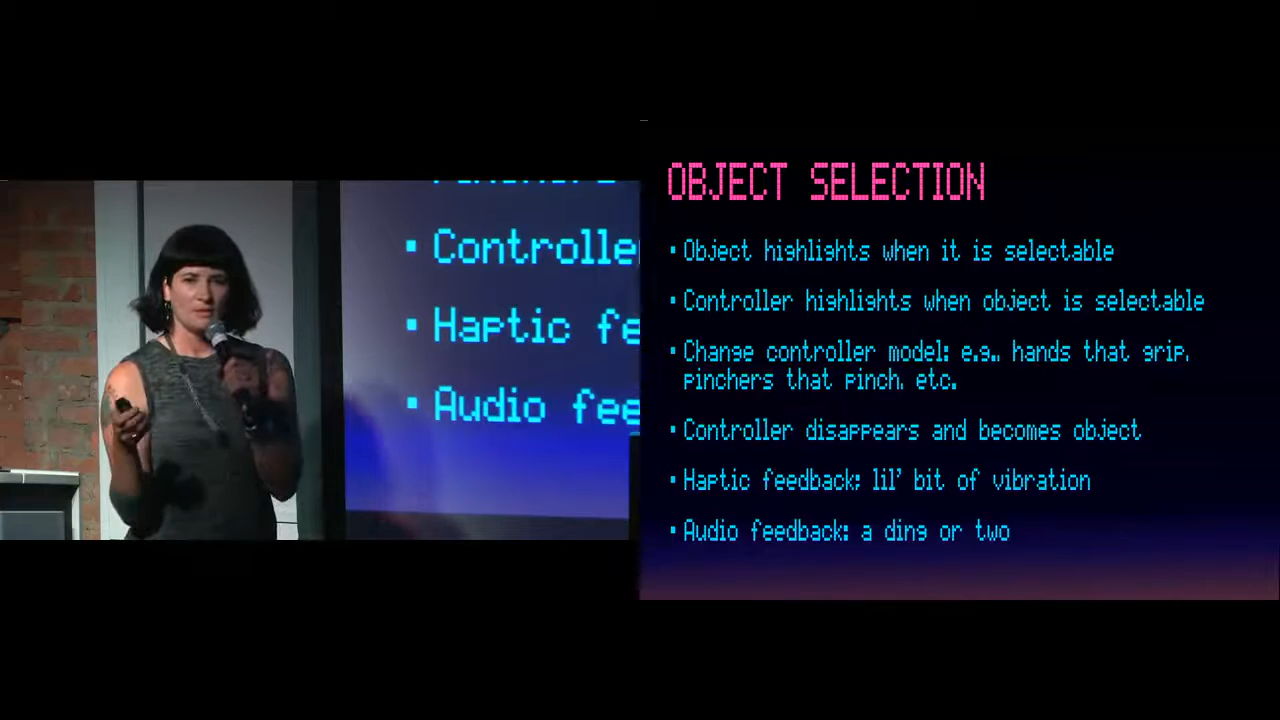 Controller
Haptic fe
Audio fee
OBJECT SELECTION
• Object highlights when it is selectable
• Controller highlights when object is selectable
• Change controller model: e.g., hands that grip,
pinchers that pinch, etc.
• Controller disappears and becomes object
• Haptic feedback: lil' bit of vibration
• Audio feedback: a ding or two